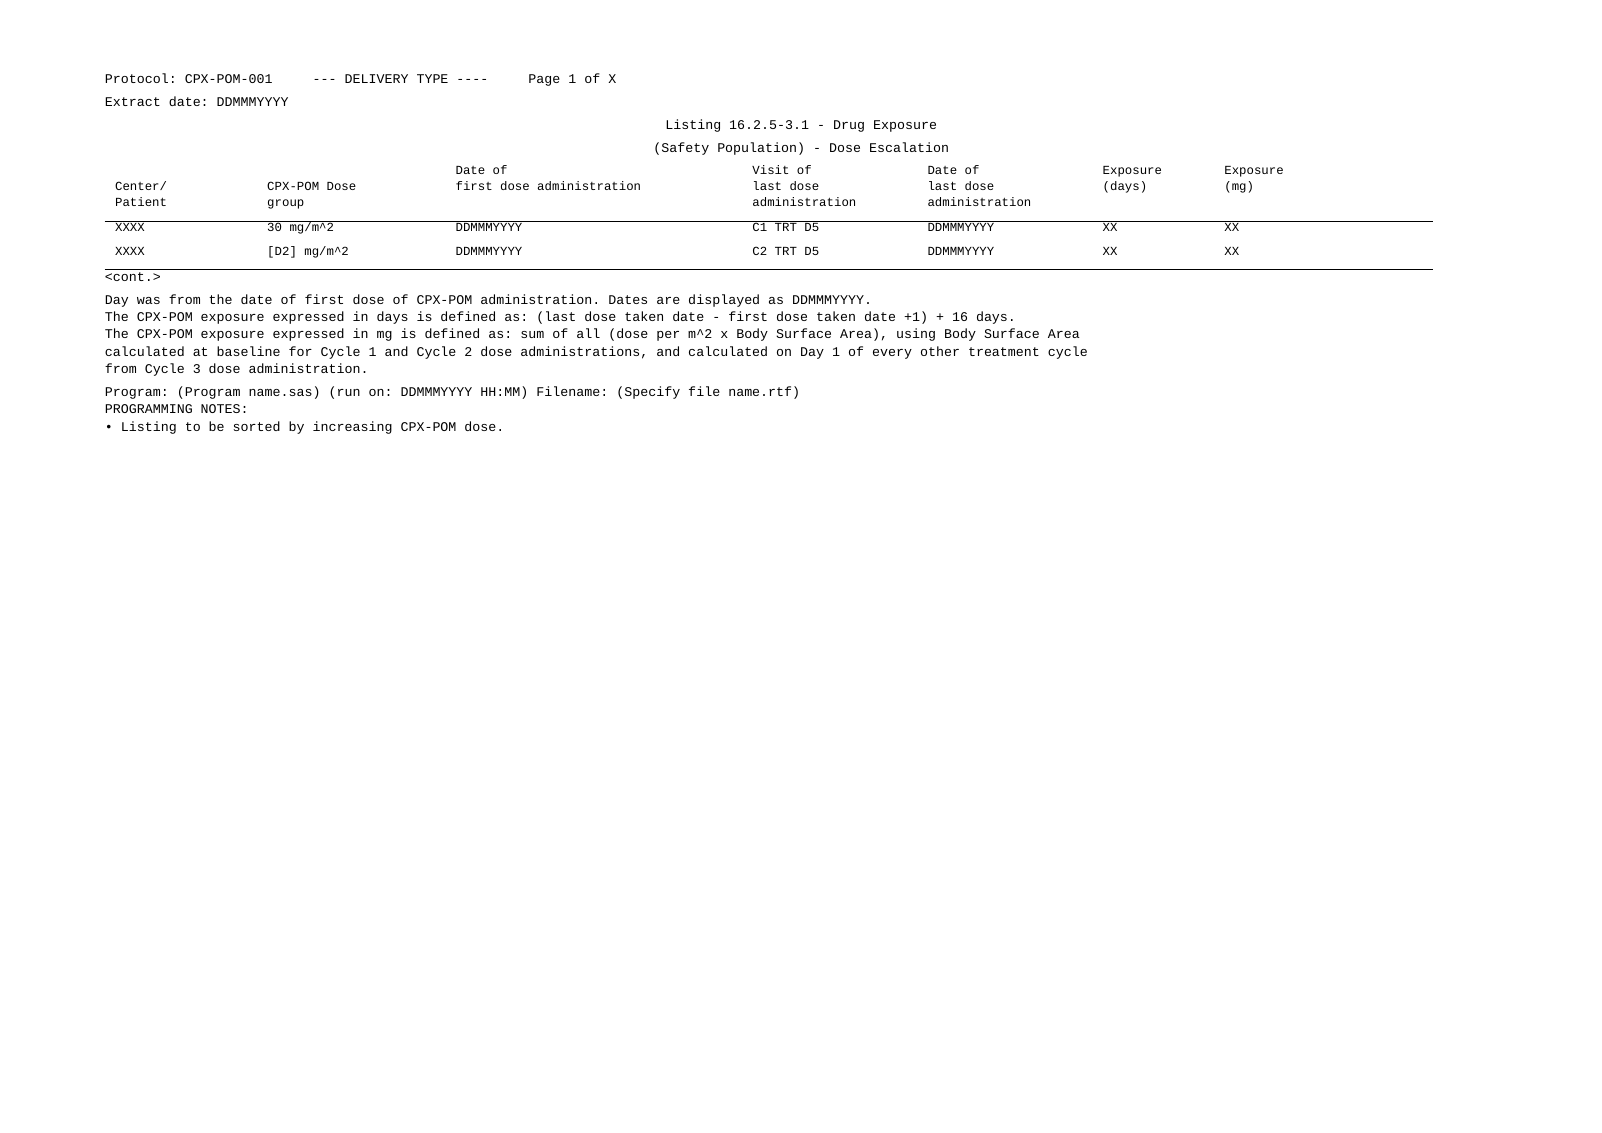 Protocol: CPX-POM-001     --- DELIVERY TYPE ----     Page 1 of X
Extract date: DDMMMYYYY
Listing 16.2.5-3.1 - Drug Exposure
(Safety Population) - Dose Escalation
Date of Visit of Date of Exposure Exposure
Center/ CPX-POM Dose first dose administration last dose last dose (days) (mg)
Patient group administration administration
XXXX 30 mg/m^2 DDMMMYYYY C1 TRT D5 DDMMMYYYY XX XX
XXXX [D2] mg/m^2 DDMMMYYYY C2 TRT D5 DDMMMYYYY XX XX
<cont.>
Day was from the date of first dose of CPX-POM administration. Dates are displayed as DDMMMYYYY.
The CPX-POM exposure expressed in days is defined as: (last dose taken date - first dose taken date +1) + 16 days.
The CPX-POM exposure expressed in mg is defined as: sum of all (dose per m^2 x Body Surface Area), using Body Surface Area
calculated at baseline for Cycle 1 and Cycle 2 dose administrations, and calculated on Day 1 of every other treatment cycle
from Cycle 3 dose administration.
Program: (Program name.sas) (run on: DDMMMYYYY HH:MM) Filename: (Specify file name.rtf)
PROGRAMMING NOTES:
• Listing to be sorted by increasing CPX-POM dose.